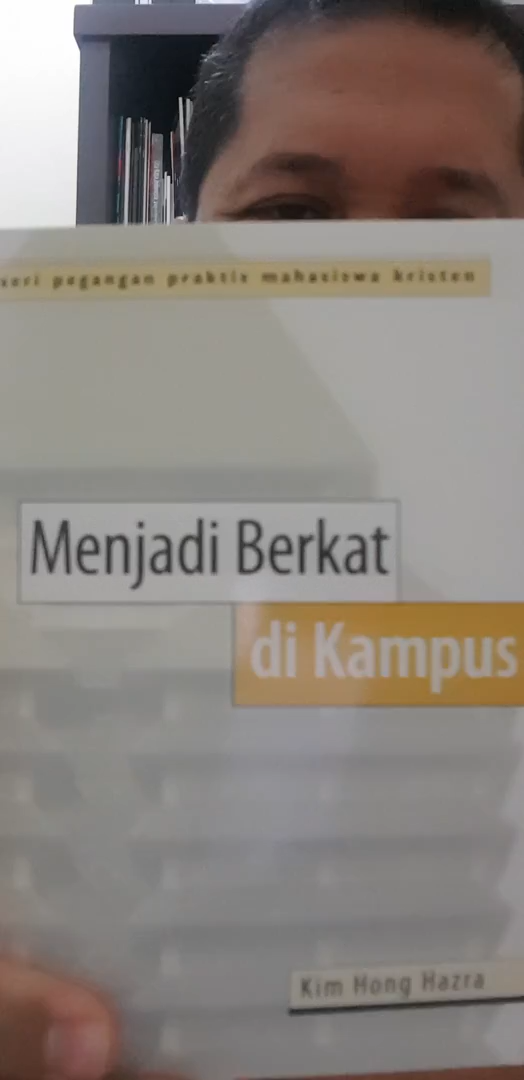 seri pegangan praktis mahasiswa kristen
Menjadi Berkat
di Kampus
Kim Hong Hazra